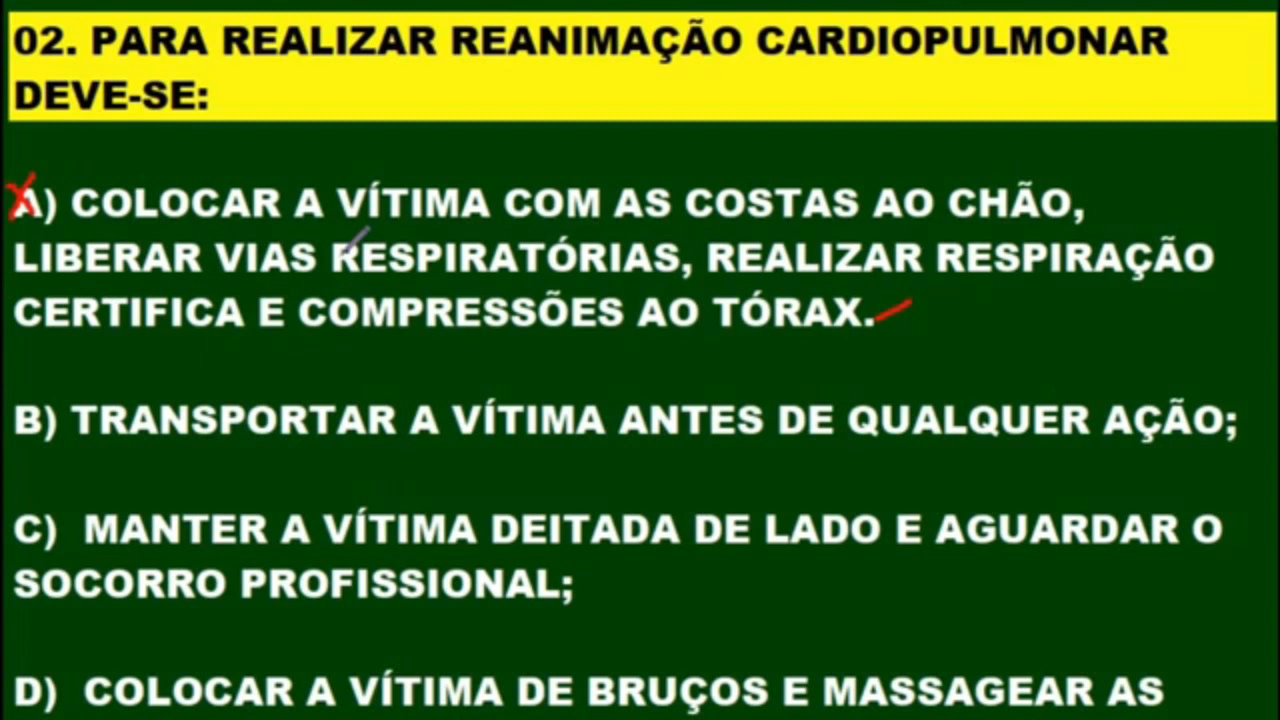 02. PARA REALIZAR REANIMAÇÃO CARDIOPULMONAR
DEVE-SE:
A) COLOCAR A VÍTIMA COM AS COSTAS AO CHÃO,
LIBERAR VIAS RESPIRATÓRIAS, REALIZAR RESPIRAÇÃO
CERTIFICA E COMPRESSÕES AO TÓRAX.
B) TRANSPORTAR A VÍTIMA ANTES DE QUALQUER AÇÃO;
C) MANTER A VÍTIMA DEITADA DE LADO E AGUARDAR O
SOCORRO PROFISSIONAL;
D) COLOCAR A VÍTIMA DE BRUÇOS E MASSAGEAR AS